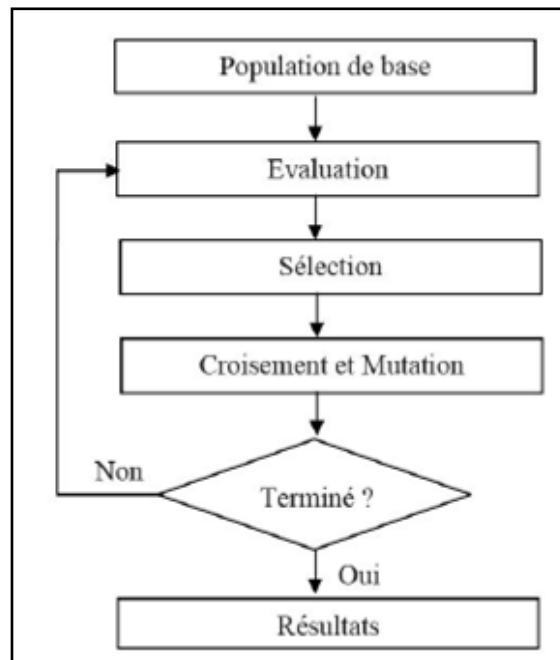 Population de base
Evaluation
Sélection
Croisement et Mutation
Non
Terminé ?
Oui
Résultats